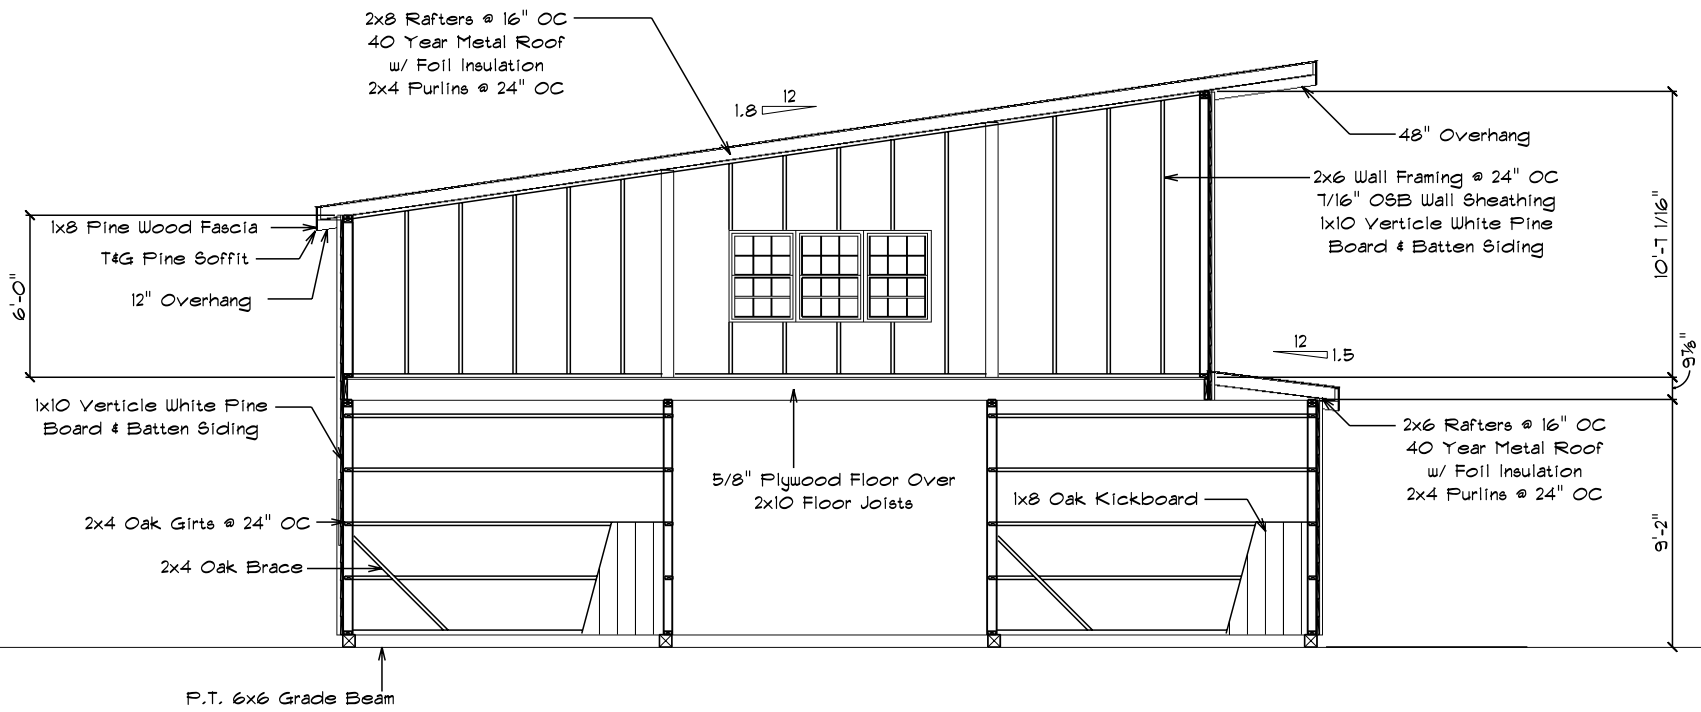 2x8 Rafters @ 16" OC
40 Year Metal Roof
w/ Foil Insulation
2x4 Purlins @ 24" OC
12
1.8
48" Overhang
2x6 Wall Framing @ 24" OC
7/16" OSB Wall Sheathing
1x10 Verticle White Pine
Board & Batten Siding
10'-7 1/16"
1x8 Pine Wood Fascia
T&G Pine Soffit
12" Overhang
6'-0"
12
1.5
9⅞"
1x10 Verticle White Pine
Board & Batten Siding
2x6 Rafters @ 16" OC
40 Year Metal Roof
w/ Foil Insulation
2x4 Purlins @ 24" OC
5/8" Plywood Floor Over
2x10 Floor Joists
1x8 Oak Kickboard
2x4 Oak Girts @ 24" OC
2x4 Oak Brace
9'-2"
P.T. 6x6 Grade Beam